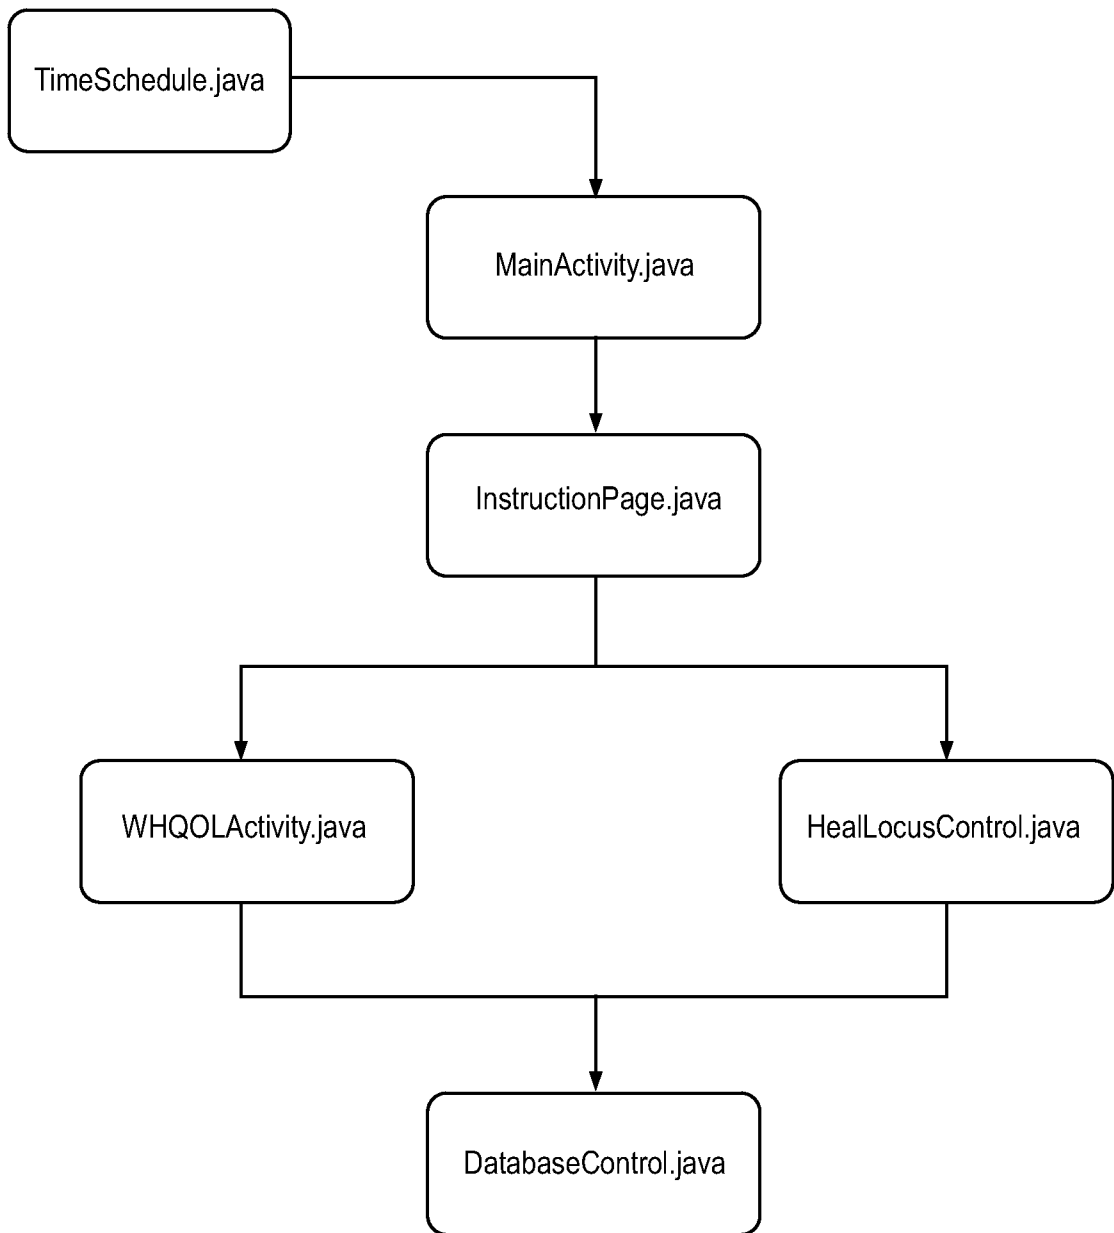 TimeSchedule.java
MainActivity.java
InstructionPage.java
WHQOLActivity.java
HealLocusControl.java
DatabaseControl.java